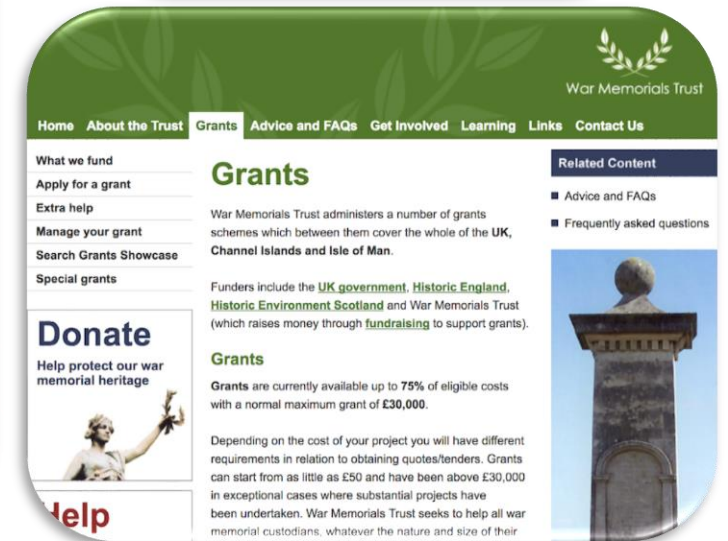 War Memorials Trust
Home About the Trust Grants Advice and FAQs Get Involved Learning Links Contact Us
What we fund
Apply for a grant
Extra help
Manage your grant
Search Grants Showcase
Special grants
Donate
Help protect our war
memorial heritage
Help
Grants
War Memorials Trust administers a number of grants
schemes which between them cover the whole of the UK,
Channel Islands and Isle of Man.
Funders include the UK government, Historic England,
Historic Environment Scotland and War Memorials Trust
(which raises money through fundraising to support grants).
Grants
Grants are currently available up to 75% of eligible costs
with a normal maximum grant of £30,000.
Depending on the cost of your project you will have different
requirements in relation to obtaining quotes/tenders. Grants
can start from as little as £50 and have been above £30,000
in exceptional cases where substantial projects have
been undertaken. War Memorials Trust seeks to help all war
memorial custodians, whatever the nature and size of their
Related Content
Advice and FAQs
Frequently asked questions